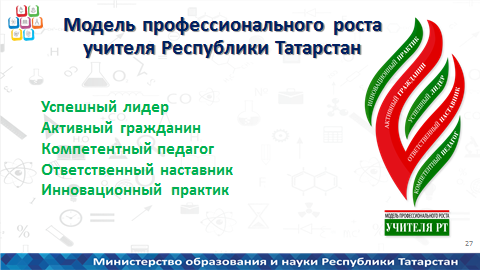 Модель профессионального роста
учителя Республики Татарстан
Успешный лидер
Активный гражданин
Компетентный педагог
Ответственный наставник
Инновационный практик
ИННОВАЦИОННЫЙ ПРАКТИК
АКТИВНЫЙ ГРАЖДАНИН
УСПЕШНЫЙ ЛИДЕР
ОТВЕТСТВЕННЫЙ НАСТАВНИК
КОМПЕТЕНТНЫЙ ПЕДАГОГ
МОДЕЛЬ ПРОФЕССИОНАЛЬНОГО РОСТА
УЧИТЕЛЯ РТ
27
Министерство образования и науки Республики Татарстан